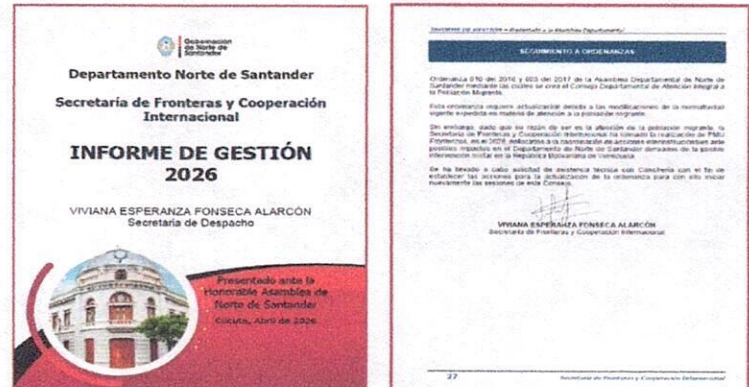 Gobernación
de Norte de
Santander
Departamento Norte de Santander
Secretaría de Fronteras y Cooperación
Internacional
INFORME DE GESTIÓN
2026
VIVIANA ESPERANZA FONSECA ALARCÓN
Secretaria de Despacho
Presentado ante la
Honorable Asamblea de
Norte de Santander
Cúcuta, Abril de 2026
INFORME DE GESTIÓN – Presentado a la Asamblea Departamental
SEGUIMIENTO A ORDENANZAS
Ordenanza 010 del 2016 y 003 del 2017 de la Asamblea Departamental de Norte de
Santander mediante las cuales se crea el Consejo Departamental de Atención Integral a
la Población Migrante.
Esta ordenanza requiere actualización debido a las modificaciones de la
vigente expedida en materia de atención a la población migrante.
Sin embargo, dado que su razón de ser es la atención de la población migrante, la
Secretaría de Fronteras y Cooperación Internacional ha la realización de PMU
Fronterizos, en el 2026, a la coordinación de acciones ante
posibles impactos en el Departamento de Norte de Santander derivados de la posible
intervención militar en la República Bolivariana de Venezuela.
Se ha llevado a cabo solicitud de asistencia técnica con Cancillería con el fin de
establecer las acciones para la actualización de la ordenanza para con ello iniciar
nuevamente las sesiones de este Consejo.
VIVIANA ESPERANZA FONSECA ALARCÓN
Secretaria de Fronteras y Cooperación Internacional
27 Secretaría de Fronteras y Cooperación Internacional